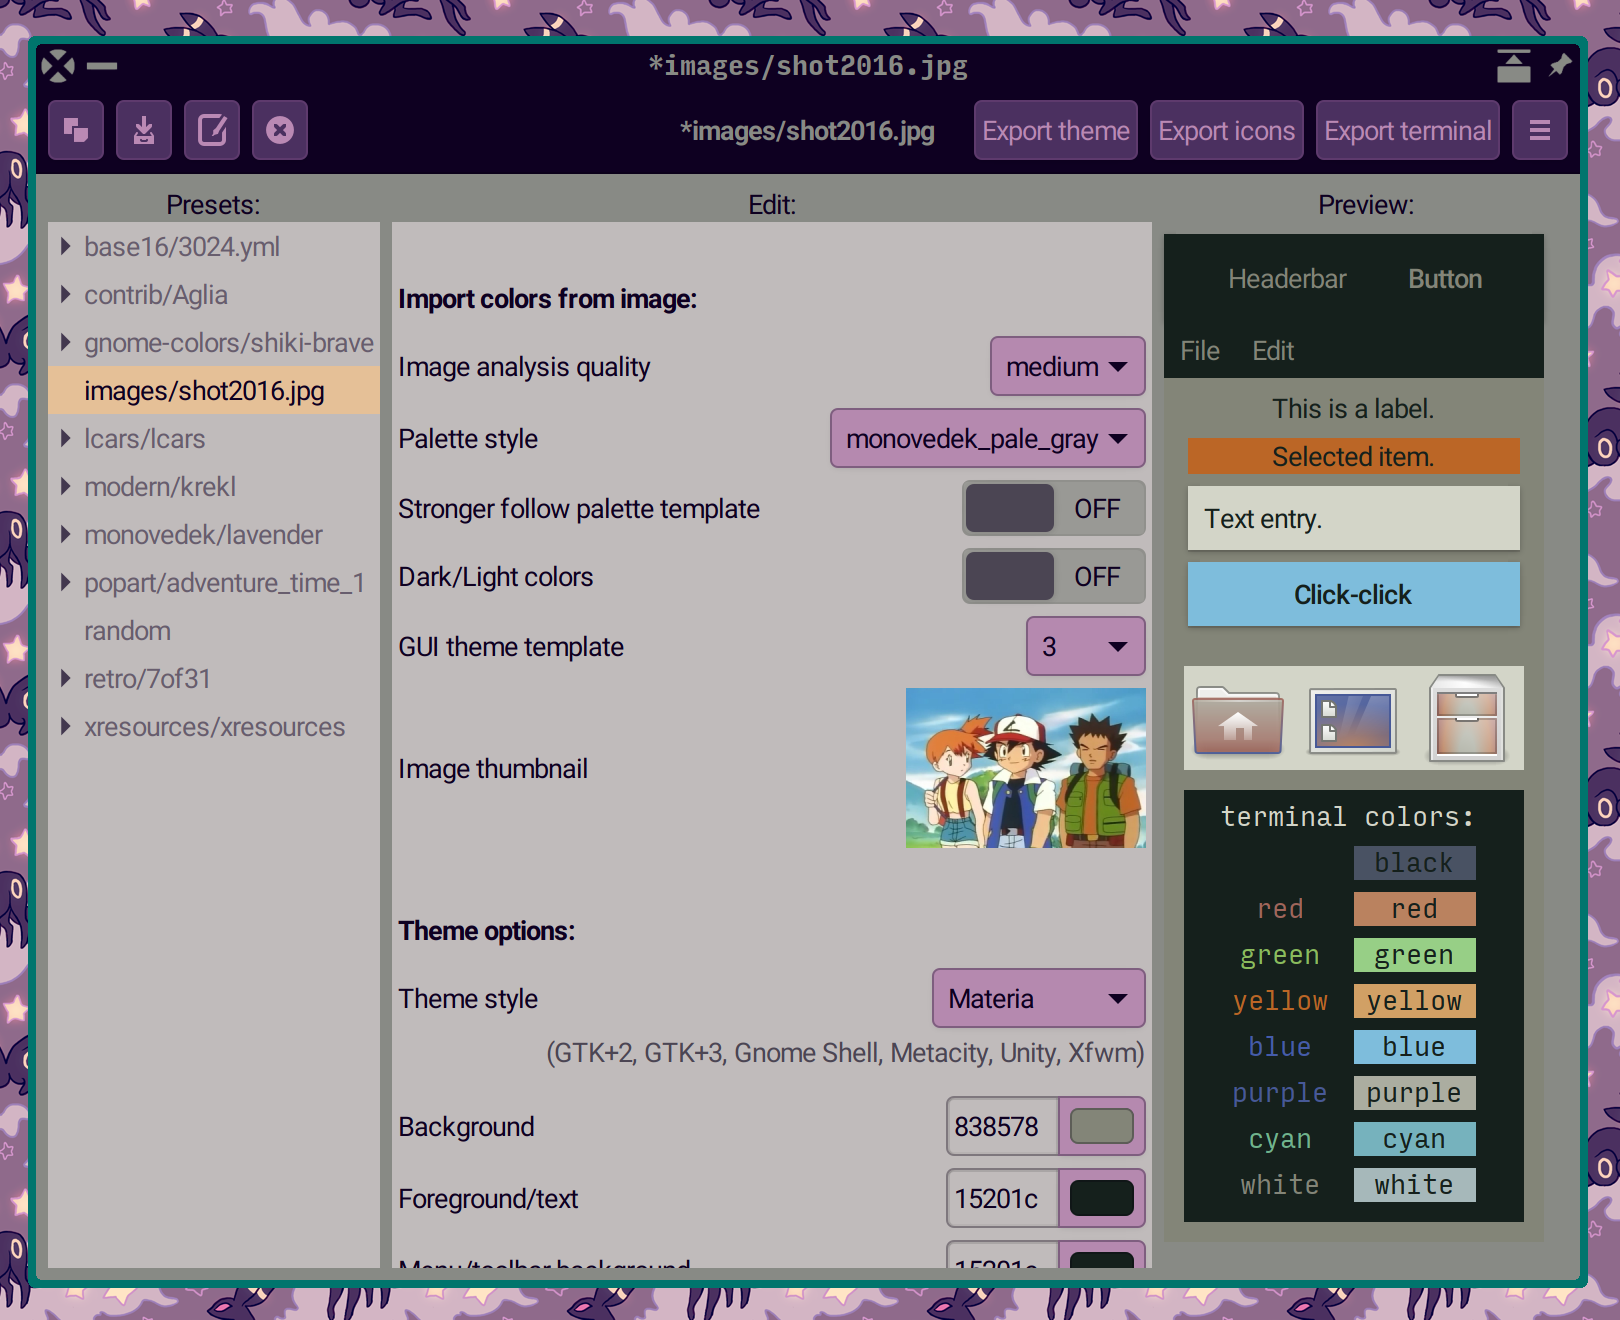 *images/shot2016.jpg
*images/shot2016.jpg
Export theme
Export icons
Export terminal
Presets:
base16/3024.yml
contrib/Aglia
gnome-colors/shiki-brave
images/shot2016.jpg
lcars/lcars
modern/krekl
monovedek/lavender
popart/adventure_time_1
random
retro/7of31
xresources/xresources
Edit:
Import colors from image:
Image analysis quality
medium
Palette style
monovedek_pale_gray
Stronger follow palette template
OFF
Dark/Light colors
OFF
GUI theme template
3
Image thumbnail
Theme options:
Theme style
Materia
(GTK+2, GTK+3, Gnome Shell, Metacity, Unity, Xfwm)
Background
838578
Foreground/text
15201c
Menu/toolbar background
15201c
Preview:
Headerbar
Button
File
Edit
This is a label.
Selected item.
Text entry.
Click-click
terminal colors:
black
red red
green green
yellow yellow
blue blue
purple purple
cyan cyan
white white